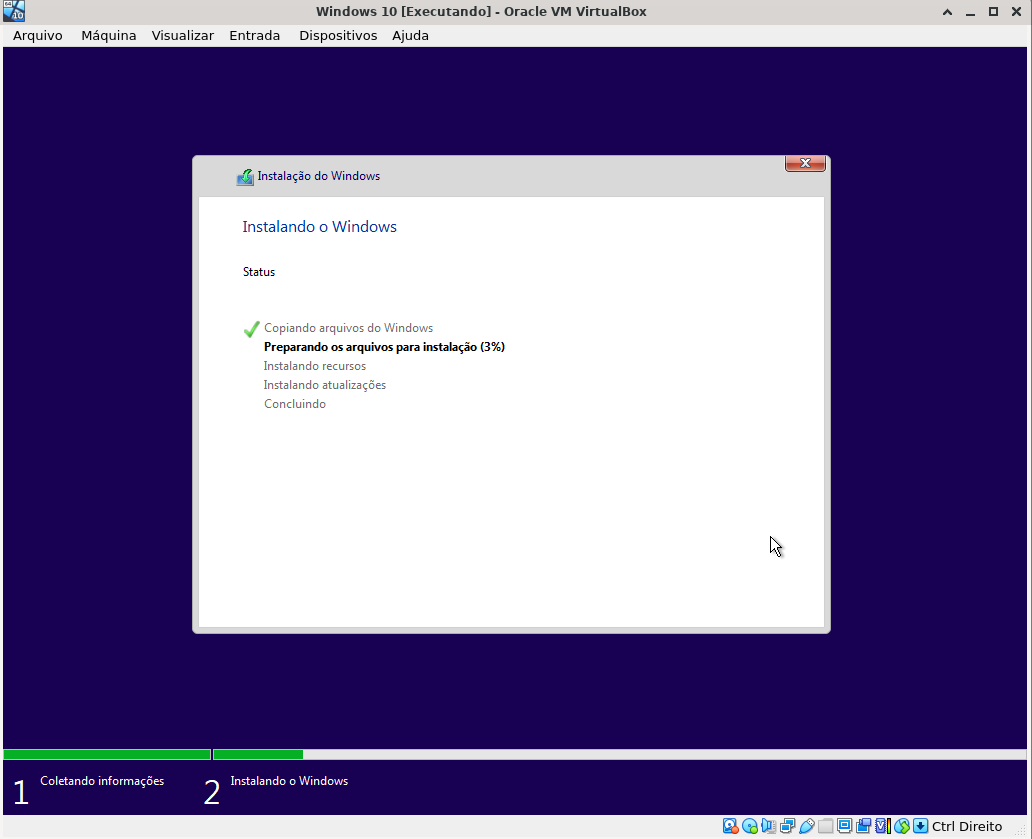 Windows 10 [Executando] - Oracle VM VirtualBox
Arquivo Máquina Visualizar Entrada Dispositivos Ajuda
Instalação do Windows
Instalando o Windows
Status
Copiando arquivos do Windows
Preparando os arquivos para instalação (3%)
Instalando recursos
Instalando atualizações
Concluindo
1 Coletando informações 2 Instalando o Windows
Ctrl Direito